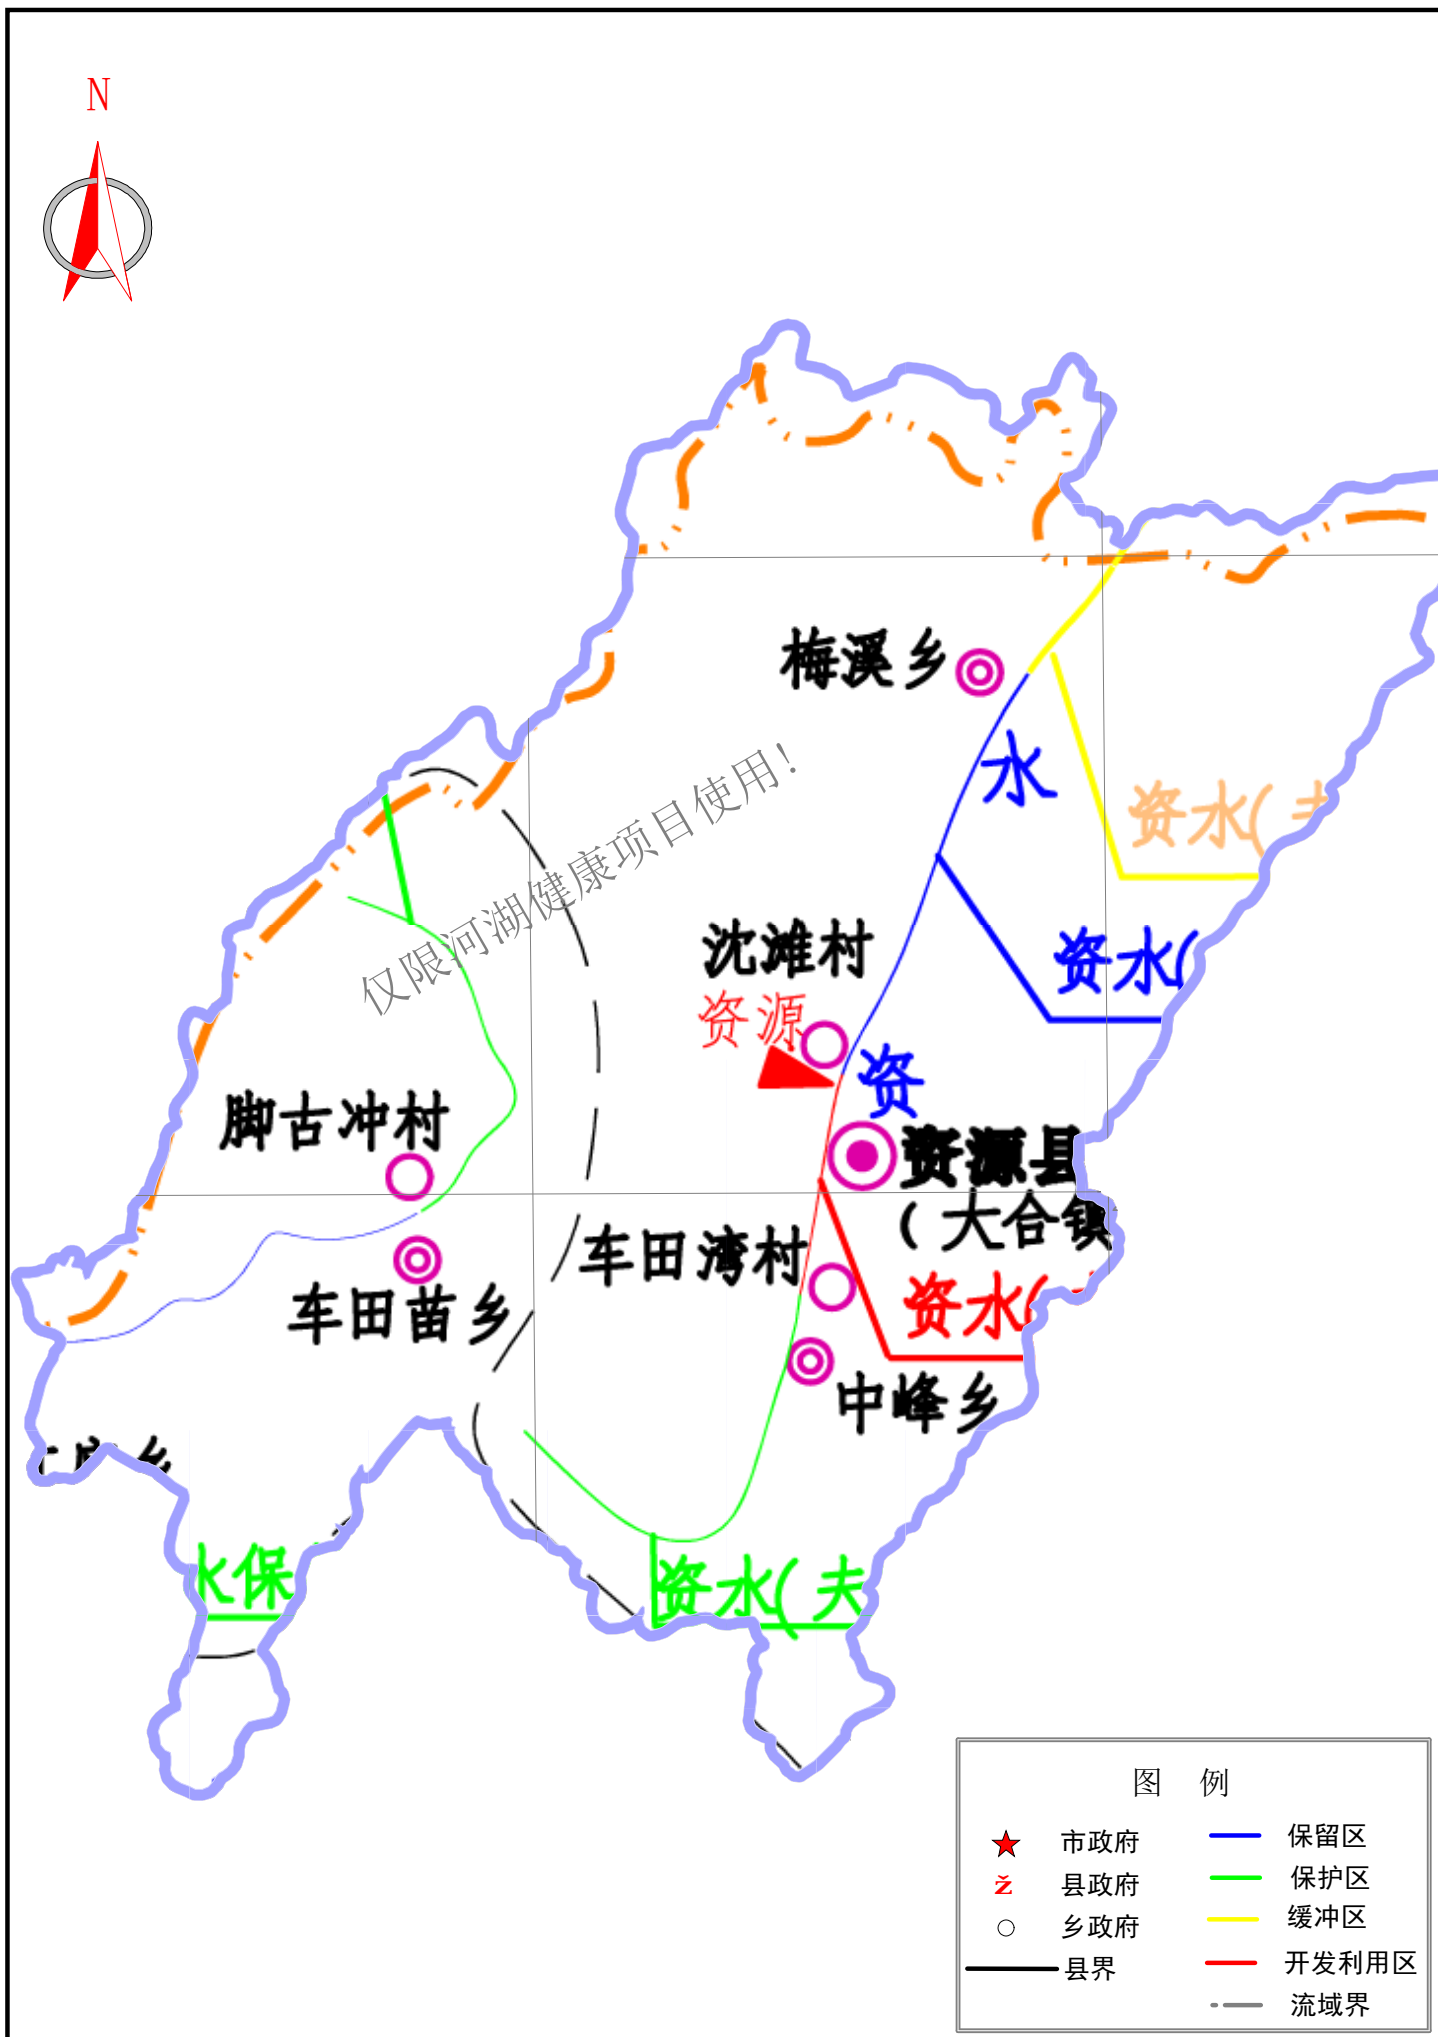 N
梅溪乡
水
资水(
仅限河湖健康项目使用！
沈滩村
资水(
资源
资
脚古冲村
资源县
(大合镇
车田湾村
资水(
车田苗乡
中峰乡
乡
水保
资水(夫
图 例
市政府
保留区
ž 县政府
保护区
乡政府
缓冲区
县界
开发利用区
流域界